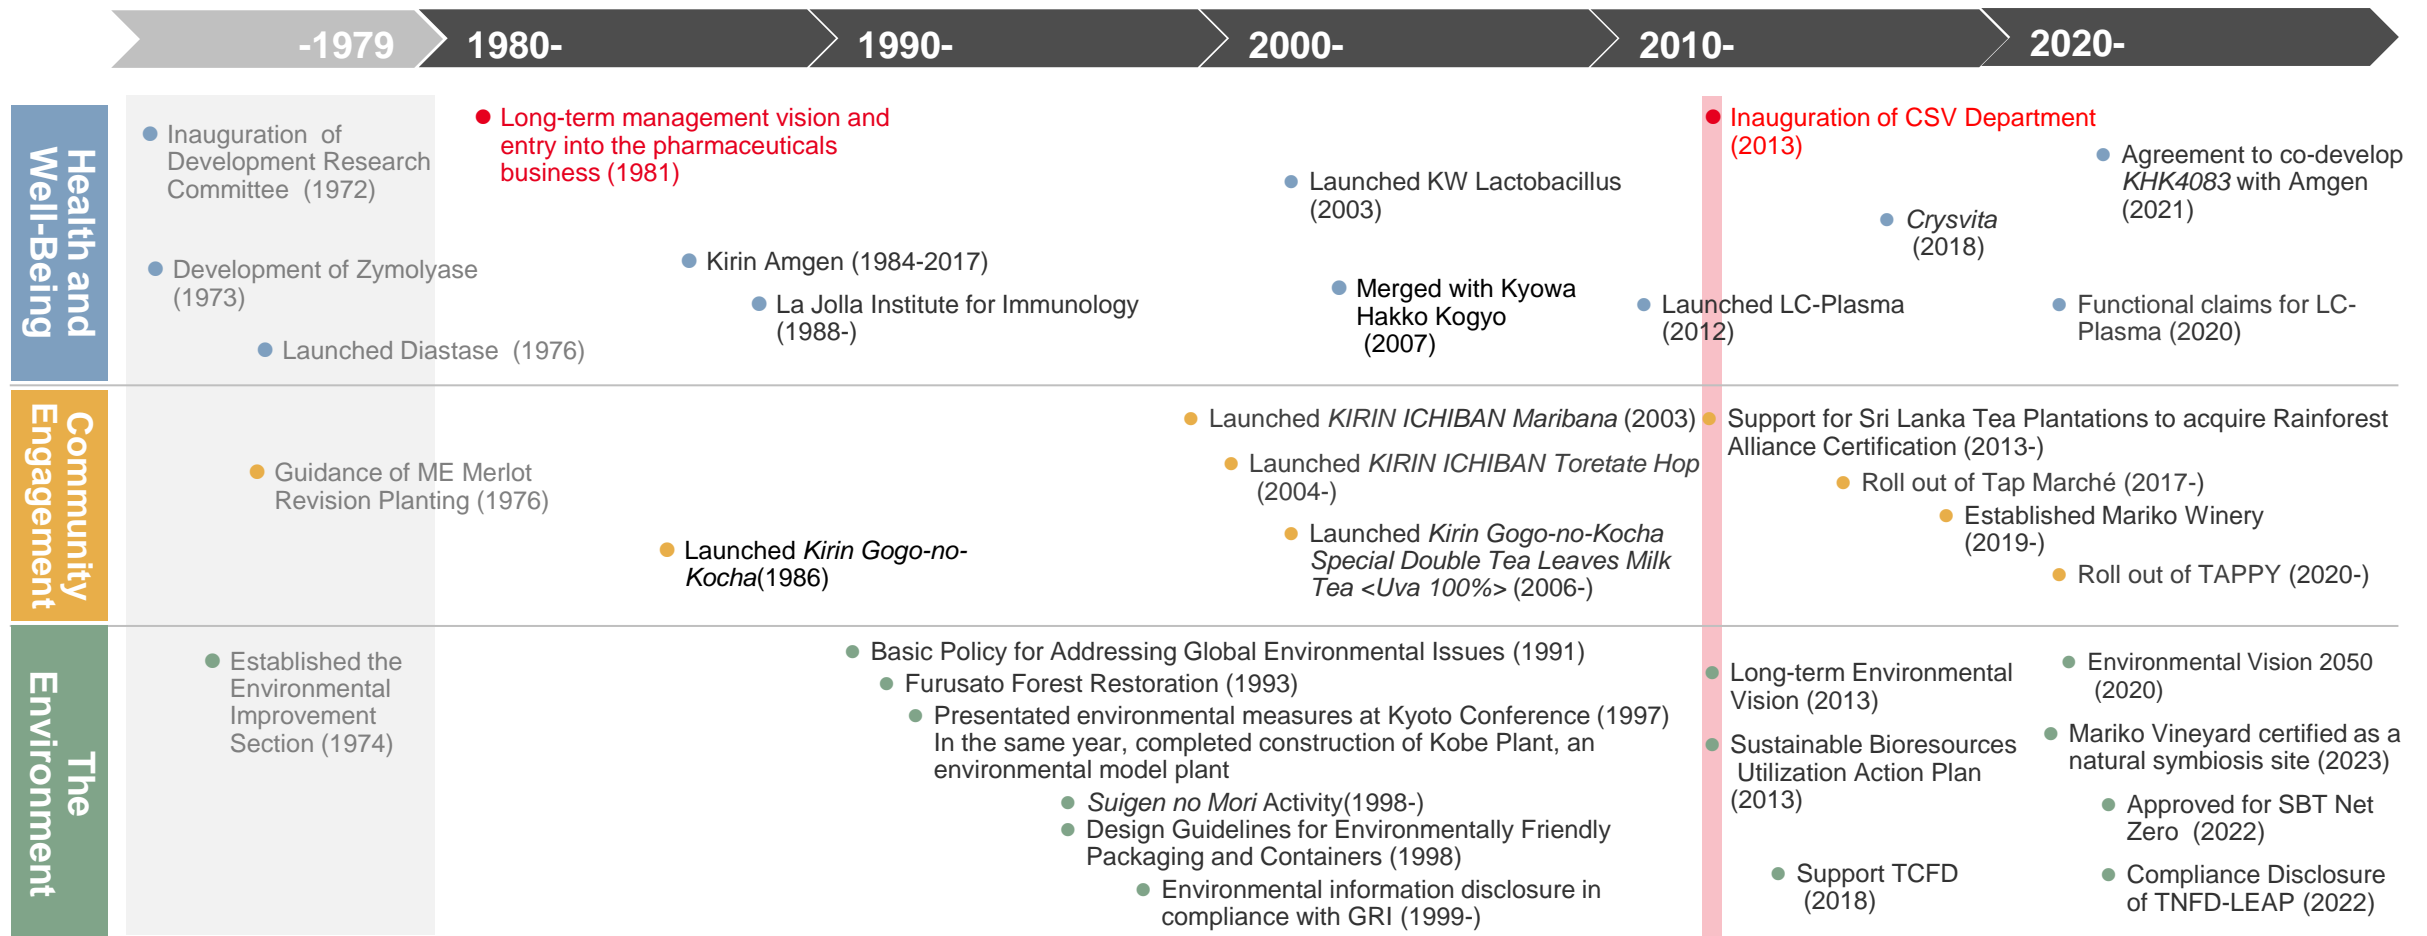 -1979
1980-
1990-
2000-
2010-
2020-
Health and
Well-Being
Inauguration of
Development Research
Committee (1972)
Development of Zymolyase
(1973)
Launched Diastase (1976)
Long-term management vision and
entry into the pharmaceuticals
business (1981)
Kirin Amgen (1984-2017)
La Jolla Institute for Immunology
(1988-)
Launched KW Lactobacillus
(2003)
Merged with Kyowa
Hakko Kogyo
(2007)
Inauguration of CSV Department
(2013)
Launched LC-Plasma
(2012)
Crysvita
(2018)
Agreement to co-develop
KHK4083 with Amgen
(2021)
Functional claims for LC-
Plasma (2020)
Community
Engagement
Guidance of ME Merlot
Revision Planting (1976)
Launched Kirin Gogo-no-
Kocha(1986)
Launched KIRIN ICHIBAN Maribana (2003)
Launched KIRIN ICHIBAN Toretate Hop
(2004-)
Launched Kirin Gogo-no-Kocha
Special Double Tea Leaves Milk
Tea <Uva 100%> (2006-)
Support for Sri Lanka Tea Plantations to acquire Rainforest
Alliance Certification (2013-)
Roll out of Tap Marché (2017-)
Established Mariko Winery
(2019-)
Roll out of TAPPY (2020-)
The
Environment
Established the
Environmental
Improvement
Section (1974)
Basic Policy for Addressing Global Environmental Issues (1991)
Furusato Forest Restoration (1993)
Presentated environmental measures at Kyoto Conference (1997)
In the same year, completed construction of Kobe Plant, an
environmental model plant
Suigen no Mori Activity(1998-)
Design Guidelines for Environmentally Friendly
Packaging and Containers (1998)
Environmental information disclosure in
compliance with GRI (1999-)
Long-term Environmental
Vision (2013)
Sustainable Bioresources
Utilization Action Plan
(2013)
Support TCFD
(2018)
Environmental Vision 2050
(2020)
Mariko Vineyard certified as a
natural symbiosis site (2023)
Approved for SBT Net
Zero (2022)
Compliance Disclosure
of TNFD-LEAP (2022)